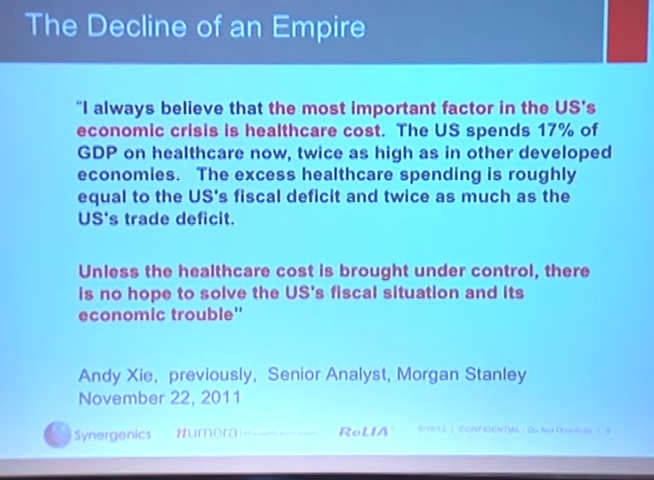 The Decline of an Empire
"I always believe that the most important factor in the US's
economic crisis is healthcare cost.  The US spends 17% of
GDP on healthcare now, twice as high as in other developed
economies.  The excess healthcare spending is roughly
equal to the US's fiscal deficit and twice as much as the
US's trade deficit.
Unless the healthcare cost is brought under control, there
is no hope to solve the US's fiscal situation and its
economic trouble"
Andy Xie,  previously,  Senior Analyst, Morgan Stanley
November 22, 2011
Synergenics numera ReLIA 5/15/12 | CONFIDENTIAL - Do Not Distribute |